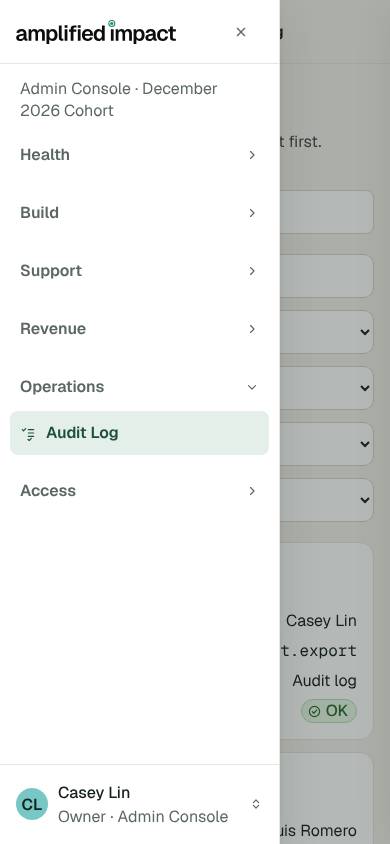 amplified impact
Admin Console · December
2026 Cohort
Health
t first.
Build
Support
Revenue
Operations
Audit Log
Access
Casey Lin
t.export
Audit log
OK
CL
Casey Lin
Owner · Admin Console
uis Romero